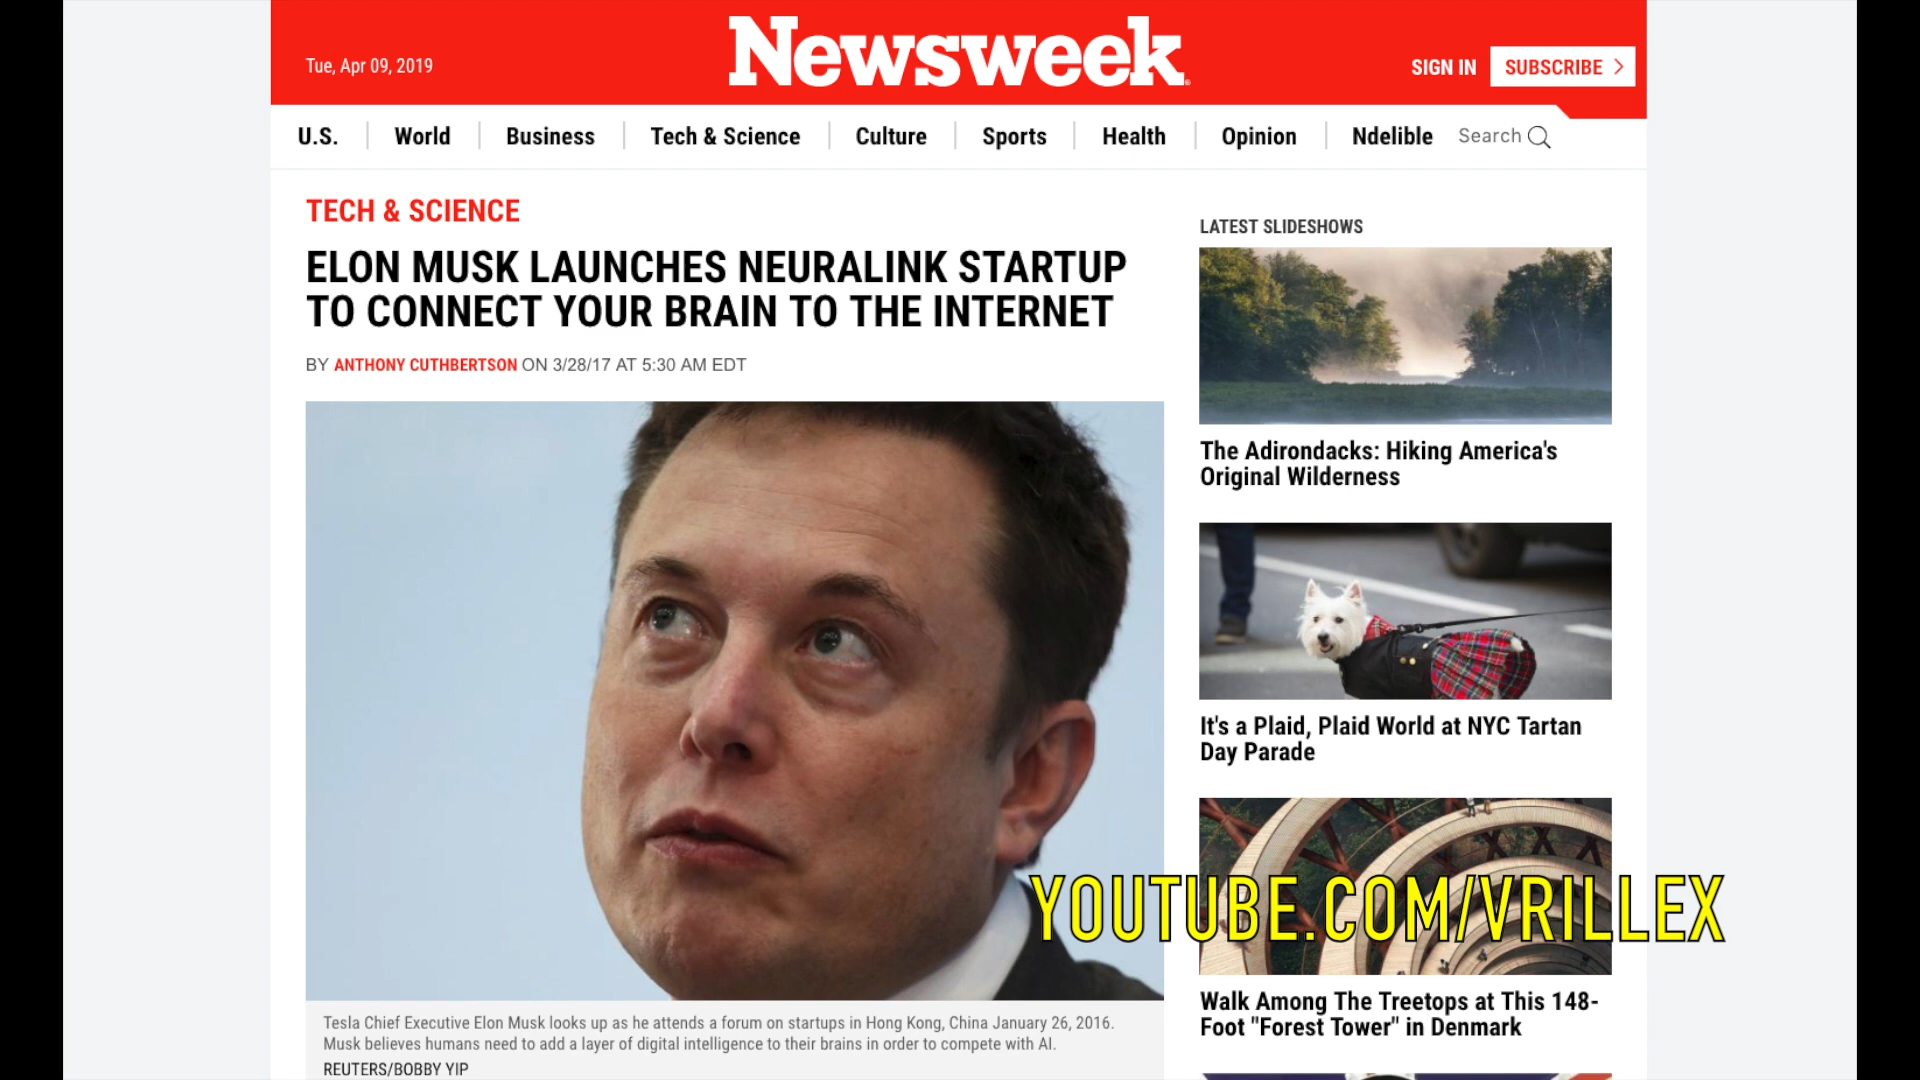 Tue, Apr 09, 2019
Newsweek
SIGN IN
SUBSCRIBE
U.S.
World
Business
Tech & Science
Culture
Sports
Health
Opinion
Ndelible
Search
TECH & SCIENCE
ELON MUSK LAUNCHES NEURALINK STARTUP
TO CONNECT YOUR BRAIN TO THE INTERNET
BY ANTHONY CUTHBERTSON ON 3/28/17 AT 5:30 AM EDT
Tesla Chief Executive Elon Musk looks up as he attends a forum on startups in Hong Kong, China January 26, 2016.
Musk believes humans need to add a layer of digital intelligence to their brains in order to compete with AI.
REUTERS/BOBBY YIP
LATEST SLIDESHOWS
The Adirondacks: Hiking America's
Original Wilderness
It's a Plaid, Plaid World at NYC Tartan
Day Parade
YOUTUBE.COM/VRILLEX
Walk Among The Treetops at This 148-
Foot "Forest Tower" in Denmark